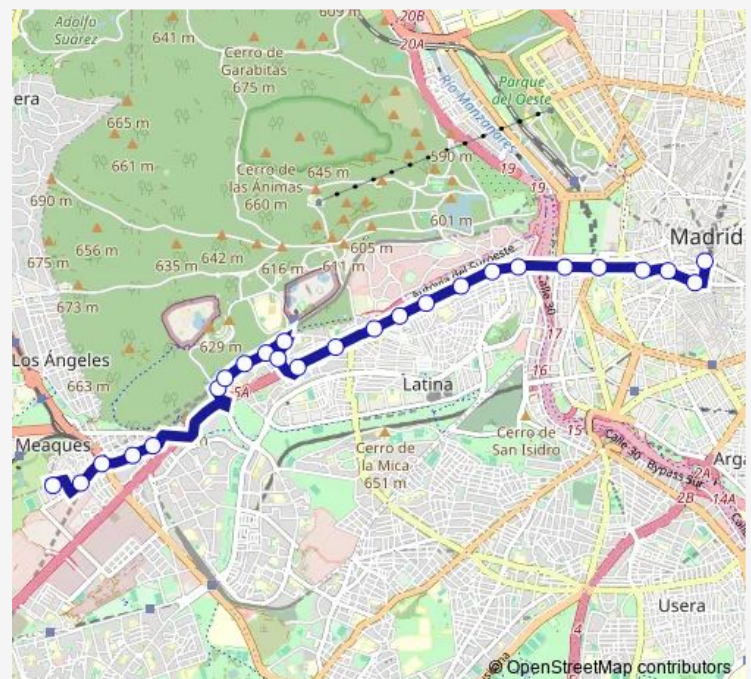 609 m
20B
Adolfo
Suárez
641 m
20A
Cerro de
Garabitas
675 m
Parque
del Oeste
era
Río Manzanares
665 m
661 m
590 m
Cerro de
las Ánimas
660 m
645 m
19
19
690 m
601 m
656 m
642 m
605 m
Madrid
675 m
635 m
616 m
611 m
Autovía del Suroeste
673 m
Calle 30
629 m
17
Los Ángeles
663 m
5A
Latina
16
Meaques
15
Cerro de
la Mica
651 m
Cerro de
San Isidro
Calle 30
Bypass Sur
Arga
2A
2B
14A
Usera
4
© OpenStreetMap contributors